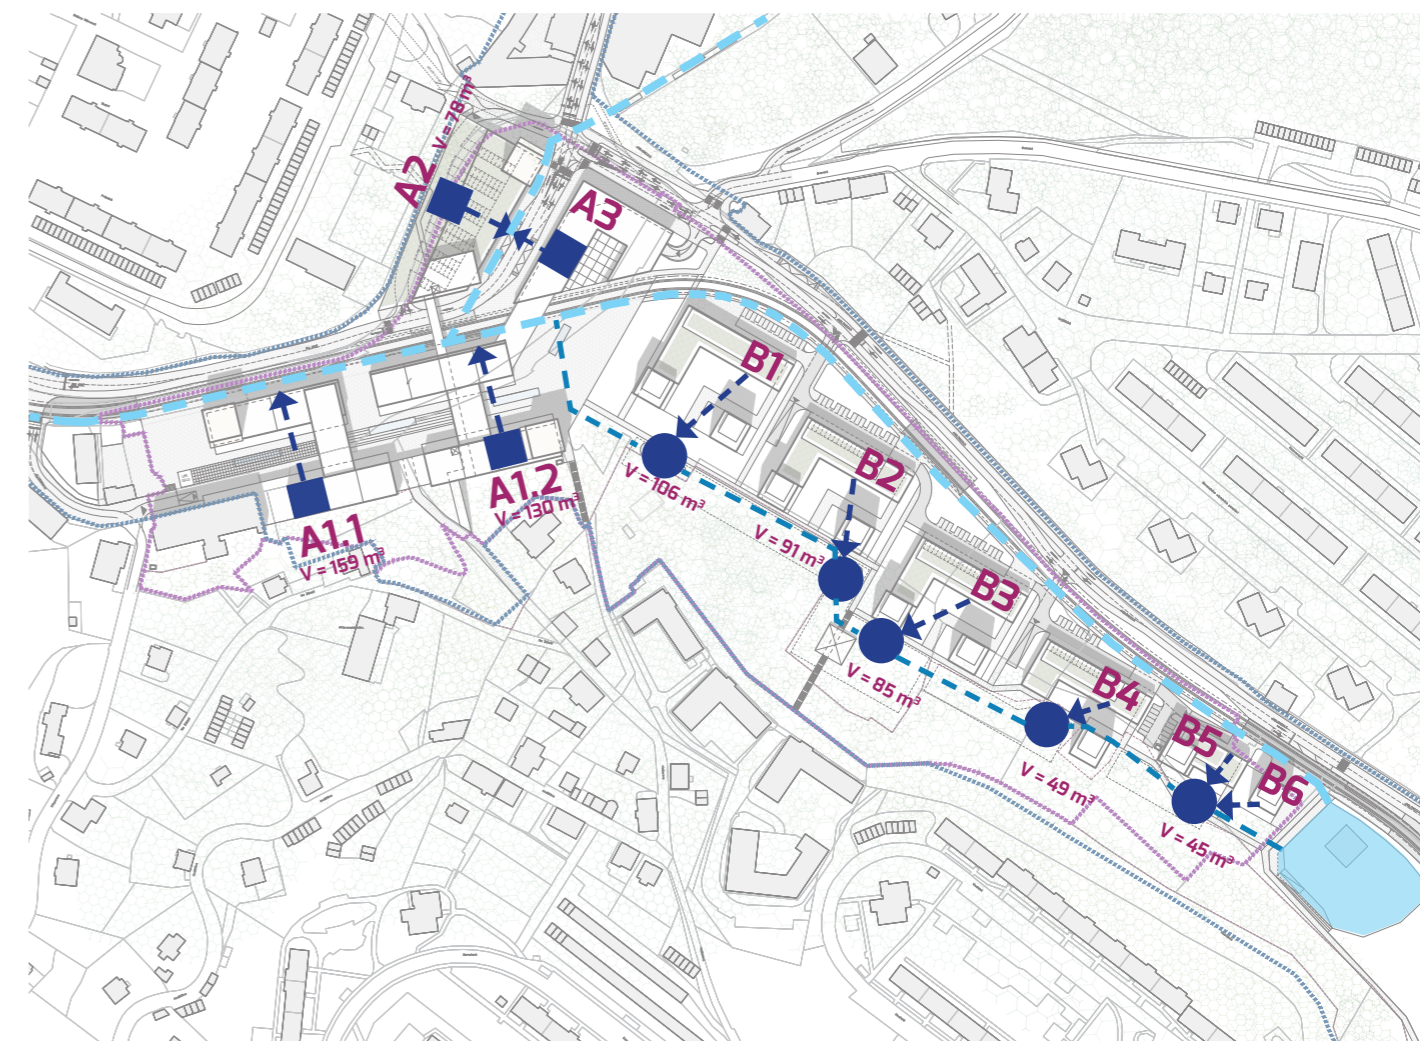 A2 V = 78 m³
A3
B1
B2
V = 106 m³
A1.2
V = 130 m³
A1.1
V = 159 m³
V = 91 m³
B3
V = 85 m³
B4
B5
B6
V = 49 m³
V = 45 m³